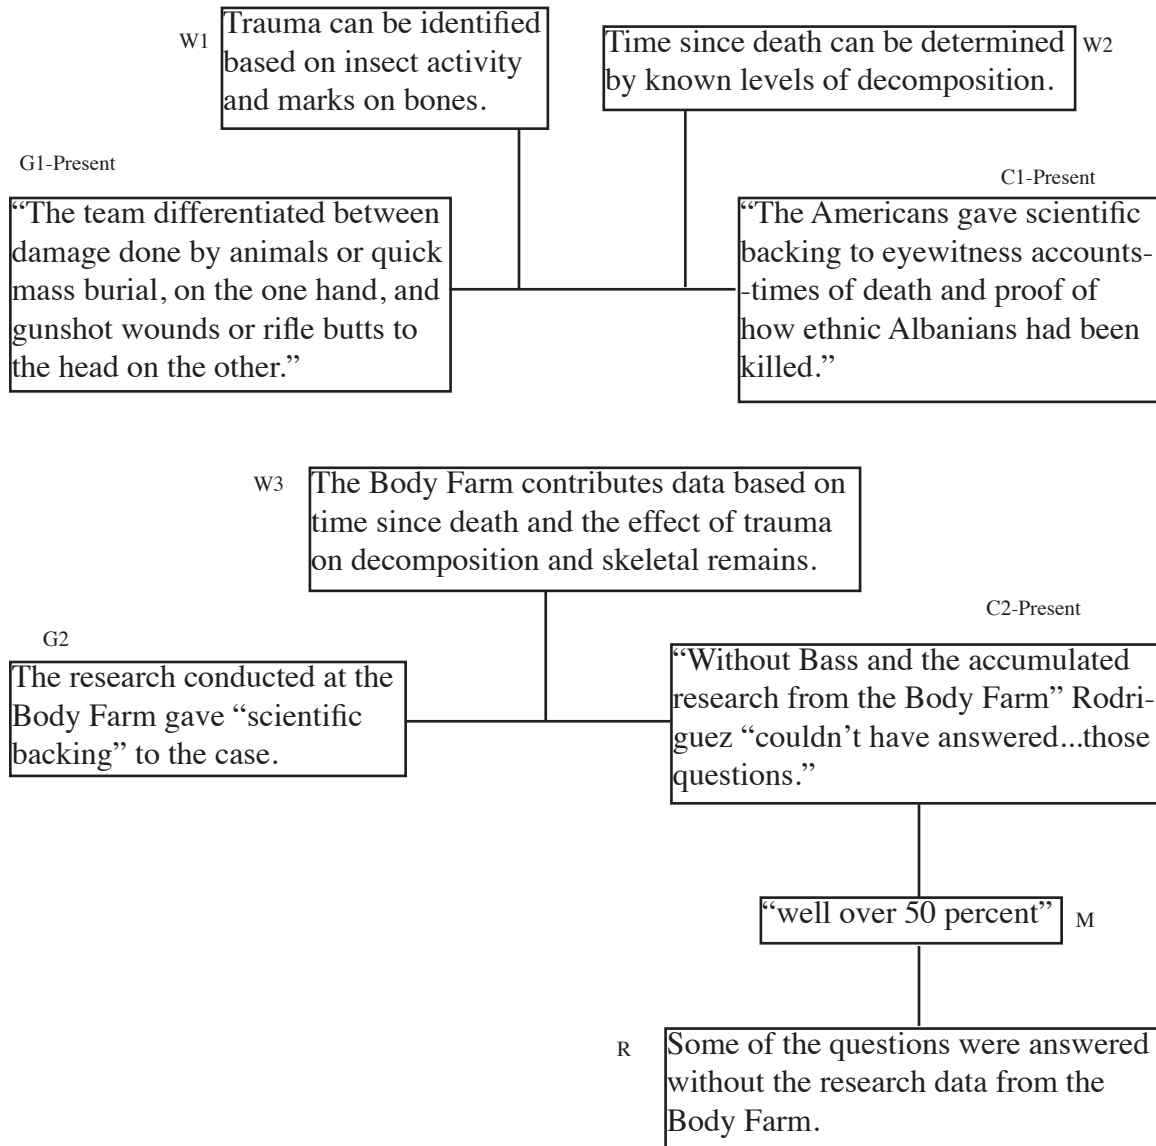 W1
Trauma can be identified
based on insect activity
and marks on bones.
Time since death can be determined
by known levels of decomposition.
W2
G1-Present
“The team differentiated between
damage done by animals or quick
mass burial, on the one hand, and
gunshot wounds or rifle butts to
the head on the other.”
C1-Present
“The Americans gave scientific
backing to eyewitness accounts-
-times of death and proof of
how ethnic Albanians had been
killed.”
W3
The Body Farm contributes data based on
time since death and the effect of trauma
on decomposition and skeletal remains.
G2
The research conducted at the
Body Farm gave “scientific
backing” to the case.
C2-Present
“Without Bass and the accumulated
research from the Body Farm” Rodri-
guez “couldn’t have answered...those
questions.”
“well over 50 percent”
M
R
Some of the questions were answered
without the research data from the
Body Farm.